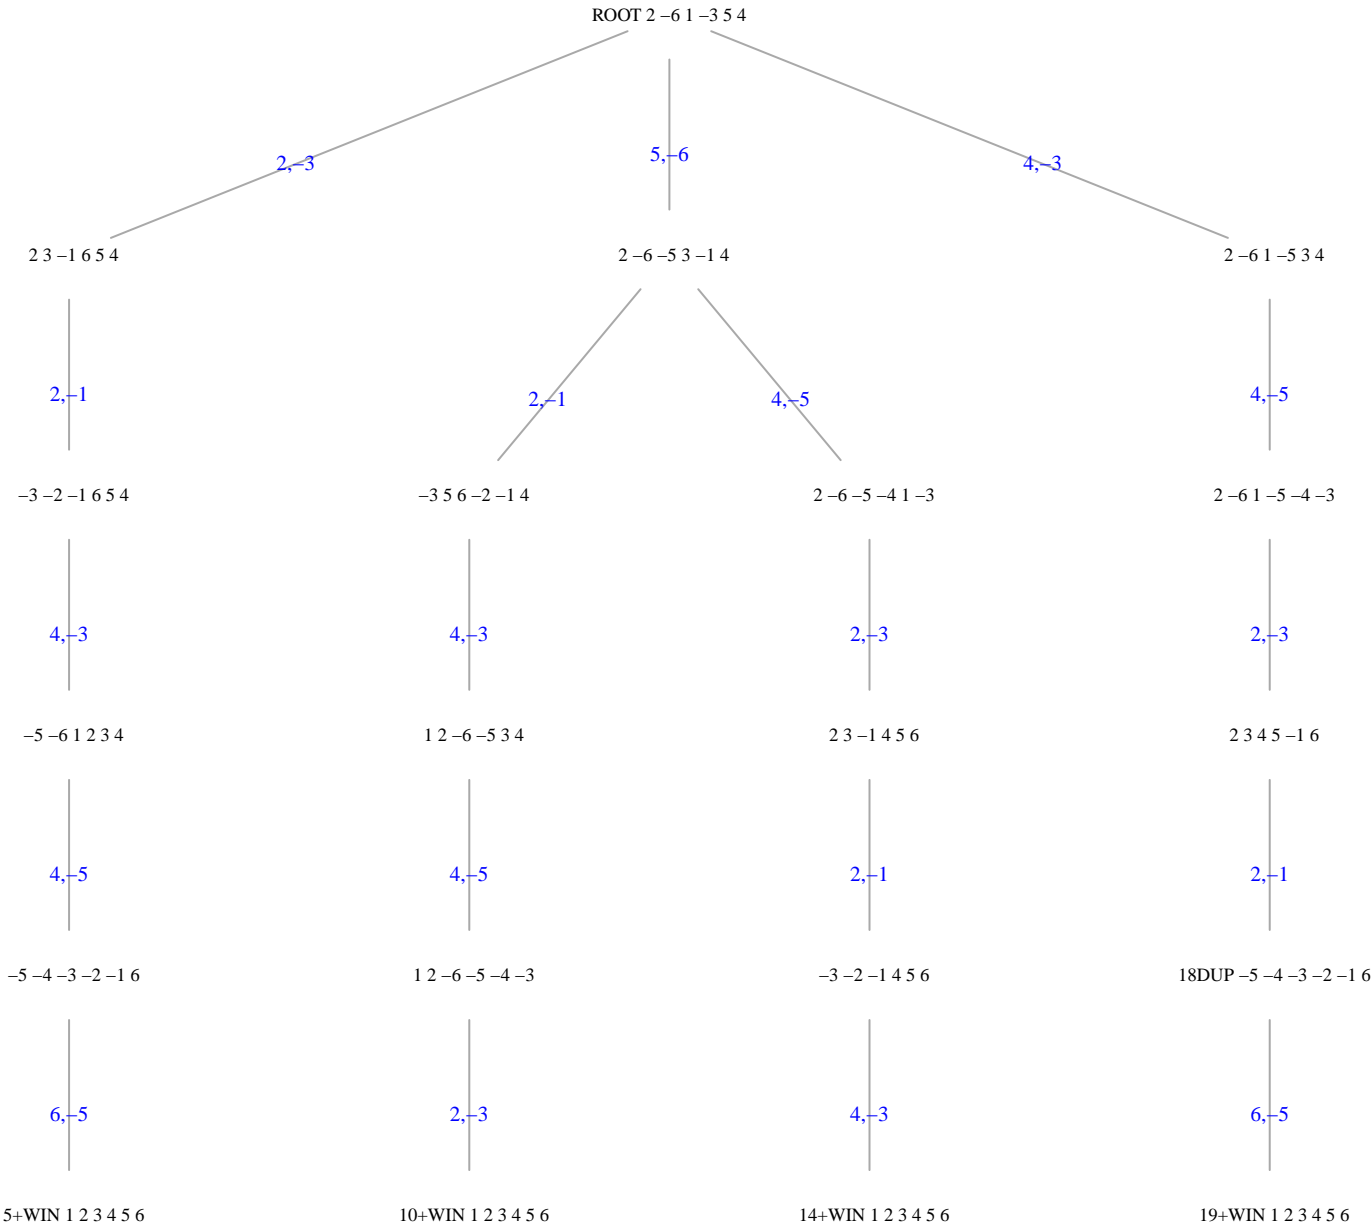 ROOT 2 –6 1 –3 5 4
2,–3
5,–6
4,–3
2 3 –1 6 5 4
2 –6 –5 3 –1 4
2 –6 1 –5 3 4
2,–1
2,–1
4,–5
4,–5
–3 –2 –1 6 5 4
–3 5 6 –2 –1 4
2 –6 –5 –4 1 –3
2 –6 1 –5 –4 –3
4,–3
4,–3
2,–3
2,–3
–5 –6 1 2 3 4
1 2 –6 –5 3 4
2 3 –1 4 5 6
2 3 4 5 –1 6
4,–5
4,–5
2,–1
2,–1
–5 –4 –3 –2 –1 6
1 2 –6 –5 –4 –3
–3 –2 –1 4 5 6
18DUP –5 –4 –3 –2 –1 6
6,–5
2,–3
4,–3
6,–5
5+WIN 1 2 3 4 5 6
10+WIN 1 2 3 4 5 6
14+WIN 1 2 3 4 5 6
19+WIN 1 2 3 4 5 6